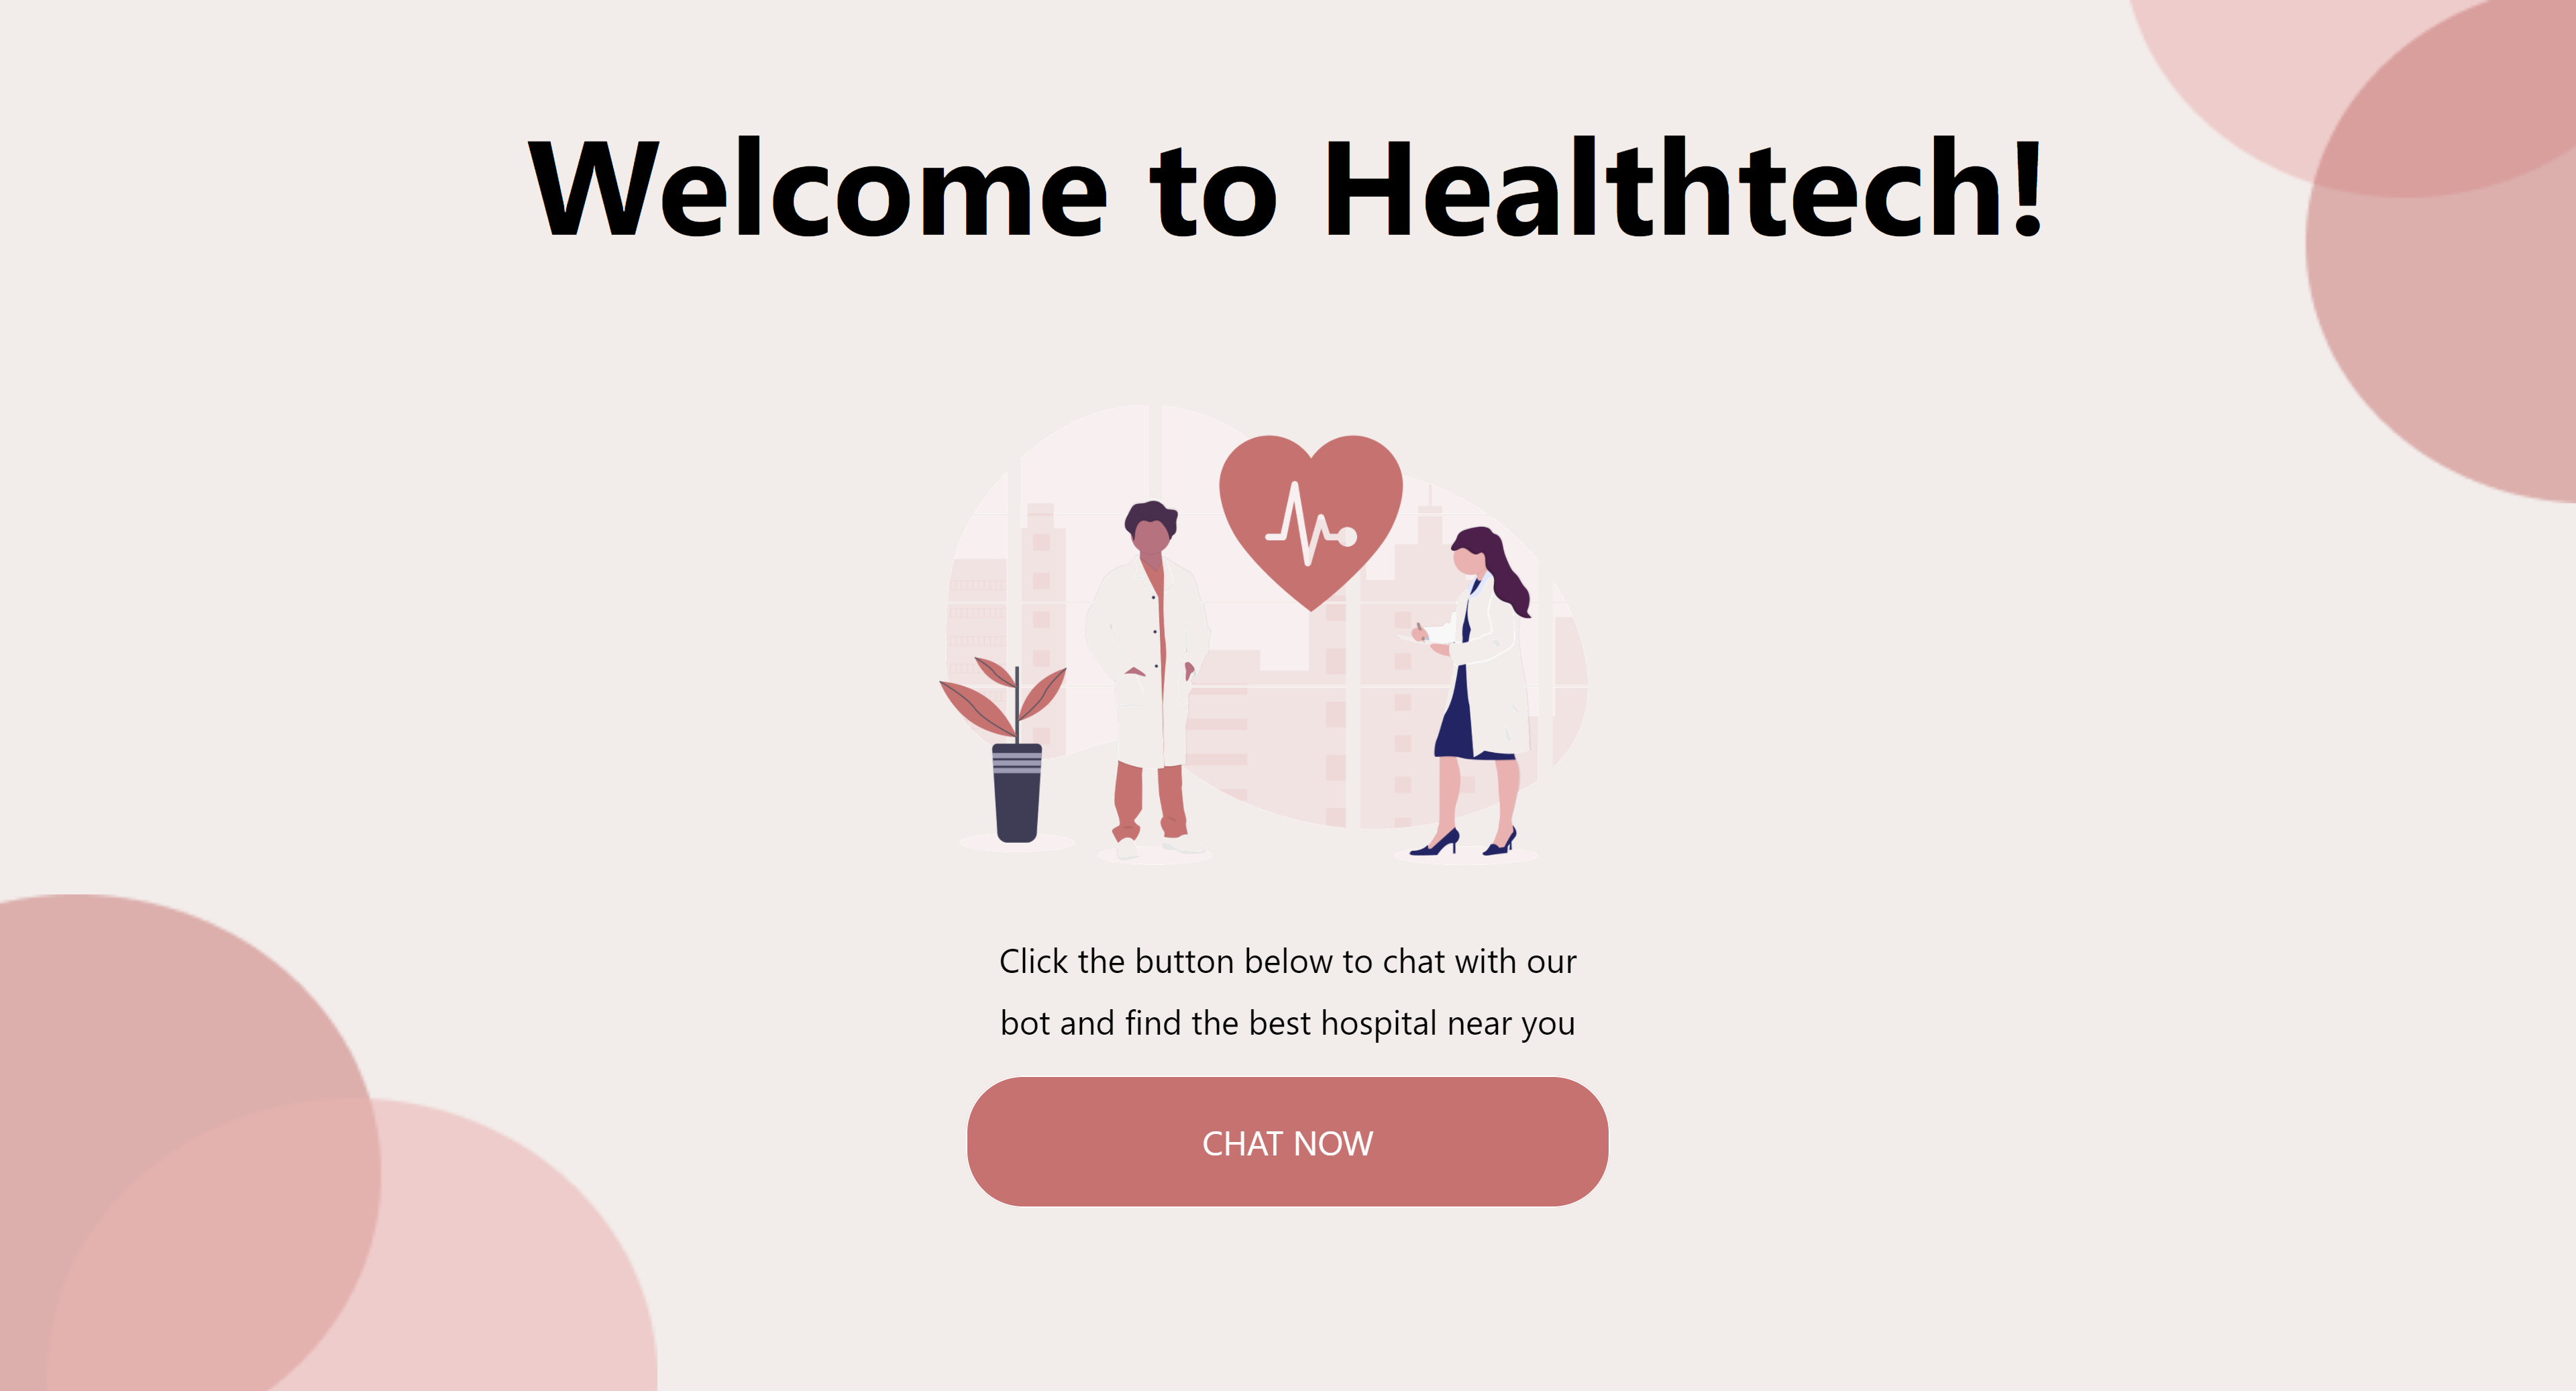 Welcome to Healthtech!
Click the button below to chat with our
bot and find the best hospital near you
CHAT NOW